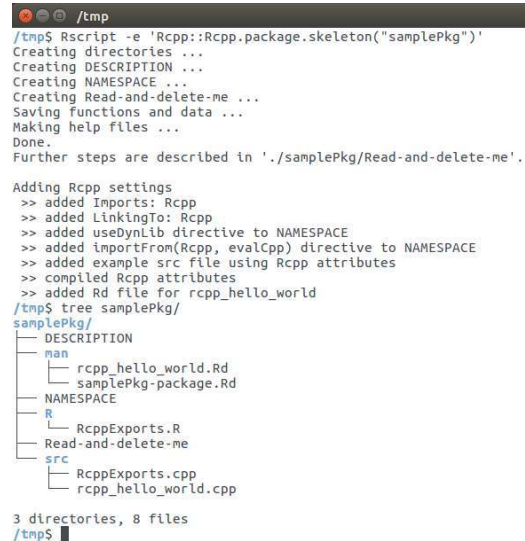 /tmp
/tmp$ Rscript -e 'Rcpp::Rcpp.package.skeleton("samplePkg")'
Creating directories ...
Creating DESCRIPTION ...
Creating NAMESPACE ...
Creating Read-and-delete-me ...
Saving functions and data ...
Making help files ...
Done.
Further steps are described in './samplePkg/Read-and-delete-me'.

Adding Rcpp settings
 >> added Imports: Rcpp
 >> added LinkingTo: Rcpp
 >> added useDynLib directive to NAMESPACE
 >> added importFrom(Rcpp, evalCpp) directive to NAMESPACE
 >> added example src file using Rcpp attributes
 >> compiled Rcpp attributes
 >> added Rd file for rcpp_hello_world
/tmp$ tree samplePkg/
samplePkg/
├── DESCRIPTION
├── man
│   ├── rcpp_hello_world.Rd
│   └── samplePkg-package.Rd
├── NAMESPACE
├── R
│   └── RcppExports.R
├── Read-and-delete-me
└── src
    ├── RcppExports.cpp
    └── rcpp_hello_world.cpp

3 directories, 8 files
/tmp$